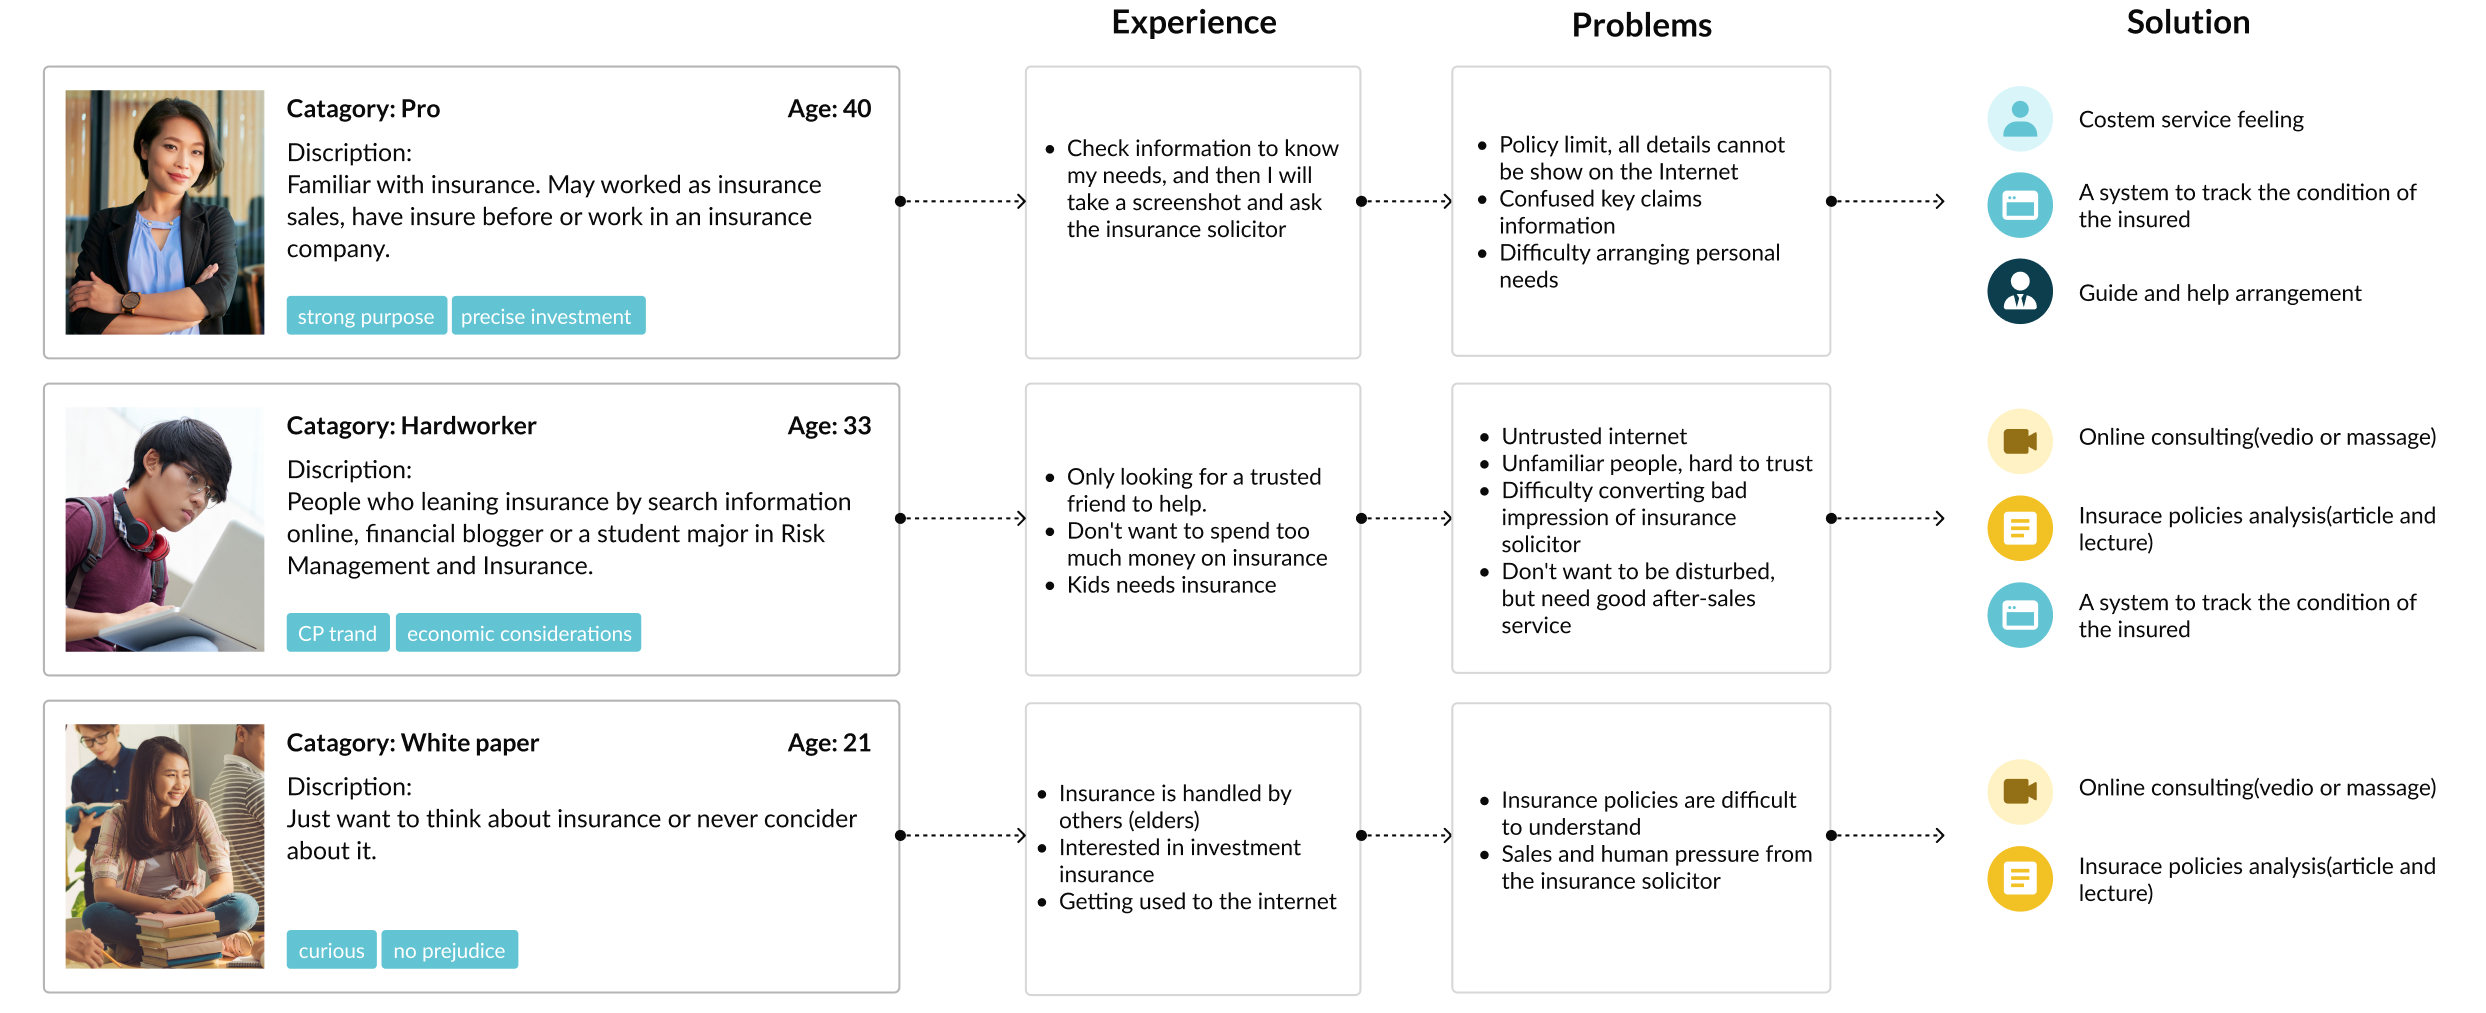 Experience
Problems
Solution
Catagory: Pro
Age: 40
Discription:
Familiar with insurance. May worked as insurance
sales, have insure before or work in an insurance
company.
strong purpose
precise investment
• Check information to know
my needs, and then I will
take a screenshot and ask
the insurance solicitor
• Policy limit, all details cannot
be show on the Internet
• Confused key claims
information
• Difficulty arranging personal
needs
Costem service feeling
A system to track the condition of
the insured
Guide and help arrangement
Catagory: Hardworker
Age: 33
Discription:
People who leaning insurance by search information
online, financial blogger or a student major in Risk
Management and Insurance.
CP trand
economic considerations
• Only looking for a trusted
friend to help.
• Don't want to spend too
much money on insurance
• Kids needs insurance
• Untrusted internet
• Unfamiliar people, hard to trust
• Difficulty converting bad
impression of insurance
solicitor
• Don't want to be disturbed,
but need good after-sales
service
Online consulting(vedio or massage)
Insurace policies analysis(article and
lecture)
A system to track the condition of
the insured
Catagory: White paper
Age: 21
Discription:
Just want to think about insurance or never concider
about it.
curious
no prejudice
• Insurance is handled by
others (elders)
• Interested in investment
insurance
• Getting used to the internet
• Insurance policies are difficult
to understand
• Sales and human pressure from
the insurance solicitor
Online consulting(vedio or massage)
Insurace policies analysis(article and
lecture)